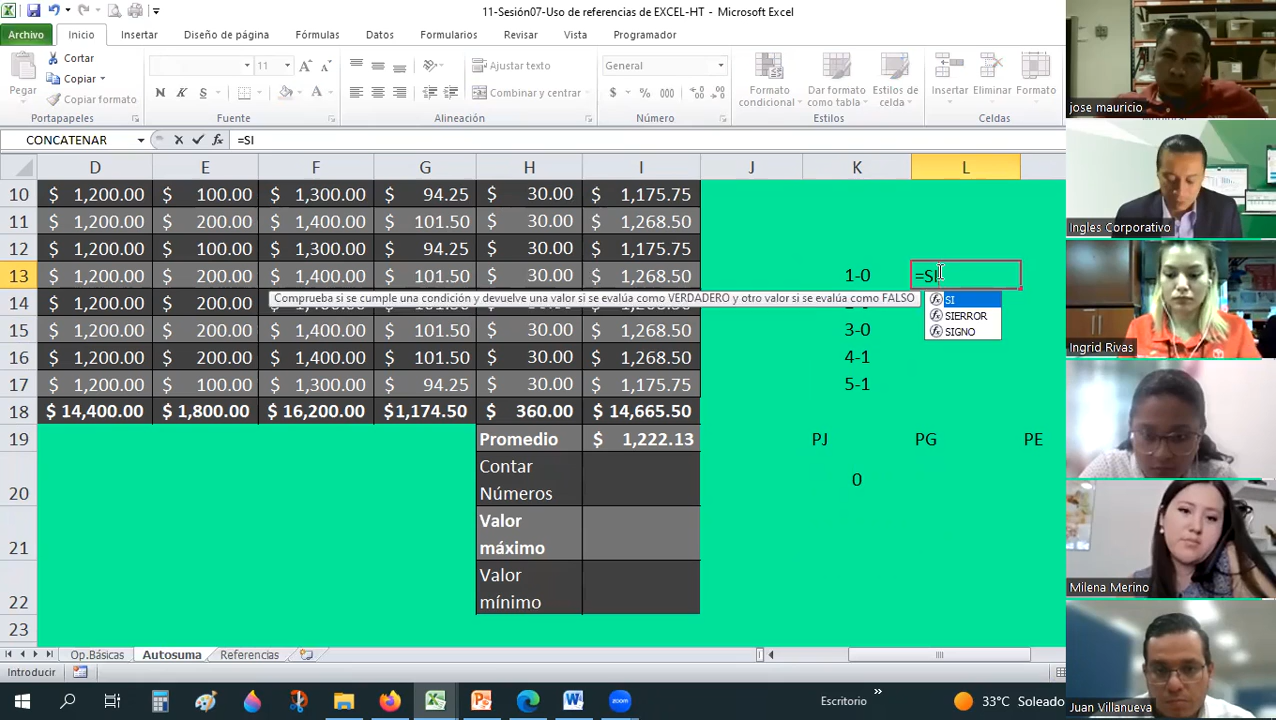 11-Sesión07-Uso de referencias de EXCEL-HT - Microsoft Excel
Archivo Inicio Insertar Diseño de página Fórmulas Datos Formularios Revisar Vista Programador
Cortar
Copiar
Copiar formato
Pegar
Portapapeles
11
N K S
Fuente
Ajustar texto
Combinar y centrar
Alineación
General
$ % 000
Número
Formato condicional
Dar formato como tabla
Estilos de celda
Estilos
Insertar Eliminar Formato
Celdas
CONCATENAR fx =SI
D E F G H I J K L
10 $ 1,200.00 $ 100.00 $ 1,300.00 $ 94.25 $ 30.00 $ 1,175.75
11 $ 1,200.00 $ 200.00 $ 1,400.00 $ 101.50 $ 30.00 $ 1,268.50
12 $ 1,200.00 $ 100.00 $ 1,300.00 $ 94.25 $ 30.00 $ 1,175.75
13 $ 1,200.00 $ 200.00 $ 1,400.00 $ 101.50 $ 30.00 $ 1,268.50 1-0 =SI
Comprueba si se cumple una condición y devuelve una valor si se evalúa como VERDADERO y otro valor si se evalúa como FALSO
SI
SIERROR
SIGNO
14 $ 1,200.00
15 $ 1,200.00 $ 200.00 $ 1,400.00 $ 101.50 $ 30.00 $ 1,268.50 3-0
16 $ 1,200.00 $ 200.00 $ 1,400.00 $ 101.50 $ 30.00 $ 1,268.50 4-1
17 $ 1,200.00 $ 100.00 $ 1,300.00 $ 94.25 $ 30.00 $ 1,175.75 5-1
18 $ 14,400.00 $ 1,800.00 $ 16,200.00 $1,174.50 $ 360.00 $ 14,665.50
19 Promedio $ 1,222.13 PJ PG PE
20 Contar Números 0
21 Valor máximo
22 Valor mínimo
23
Op.Básicas Autosuma Referencias
Introducir
Escritorio » 33°C Soleado
zoom
jose mauricio
Ingles Corporativo
Ingrid Rivas
Milena Merino
Juan Villanueva